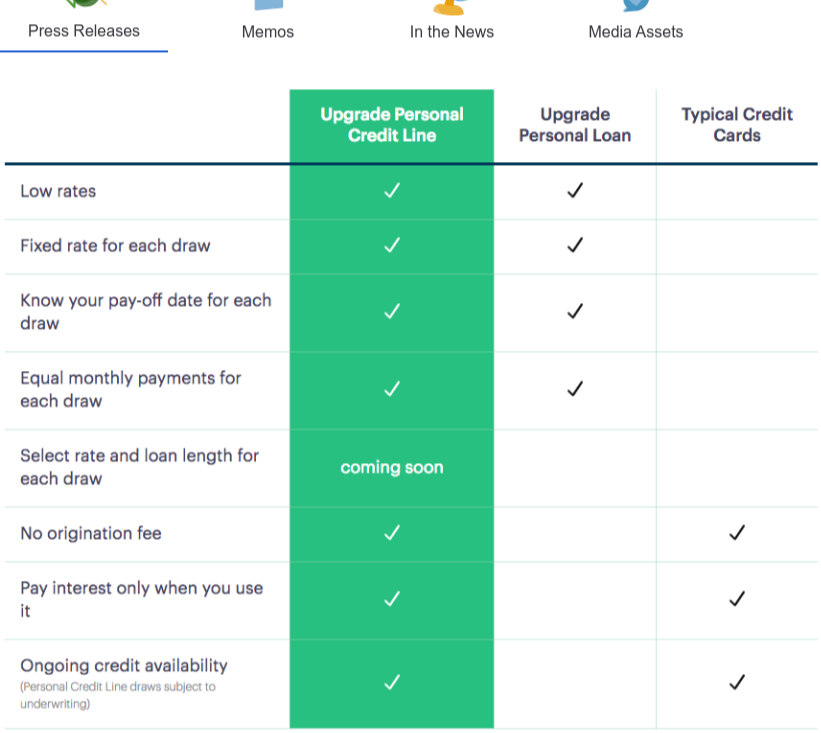 Press Releases
Memos
In the News
Media Assets
Upgrade Personal
Credit Line
Upgrade
Personal Loan
Typical Credit
Cards
Low rates
Fixed rate for each draw
Know your pay-off date for each
draw
Equal monthly payments for
each draw
Select rate and loan length for
each draw
coming soon
No origination fee
Pay interest only when you use
it
Ongoing credit availability
(Personal Credit Line draws subject to
underwriting)